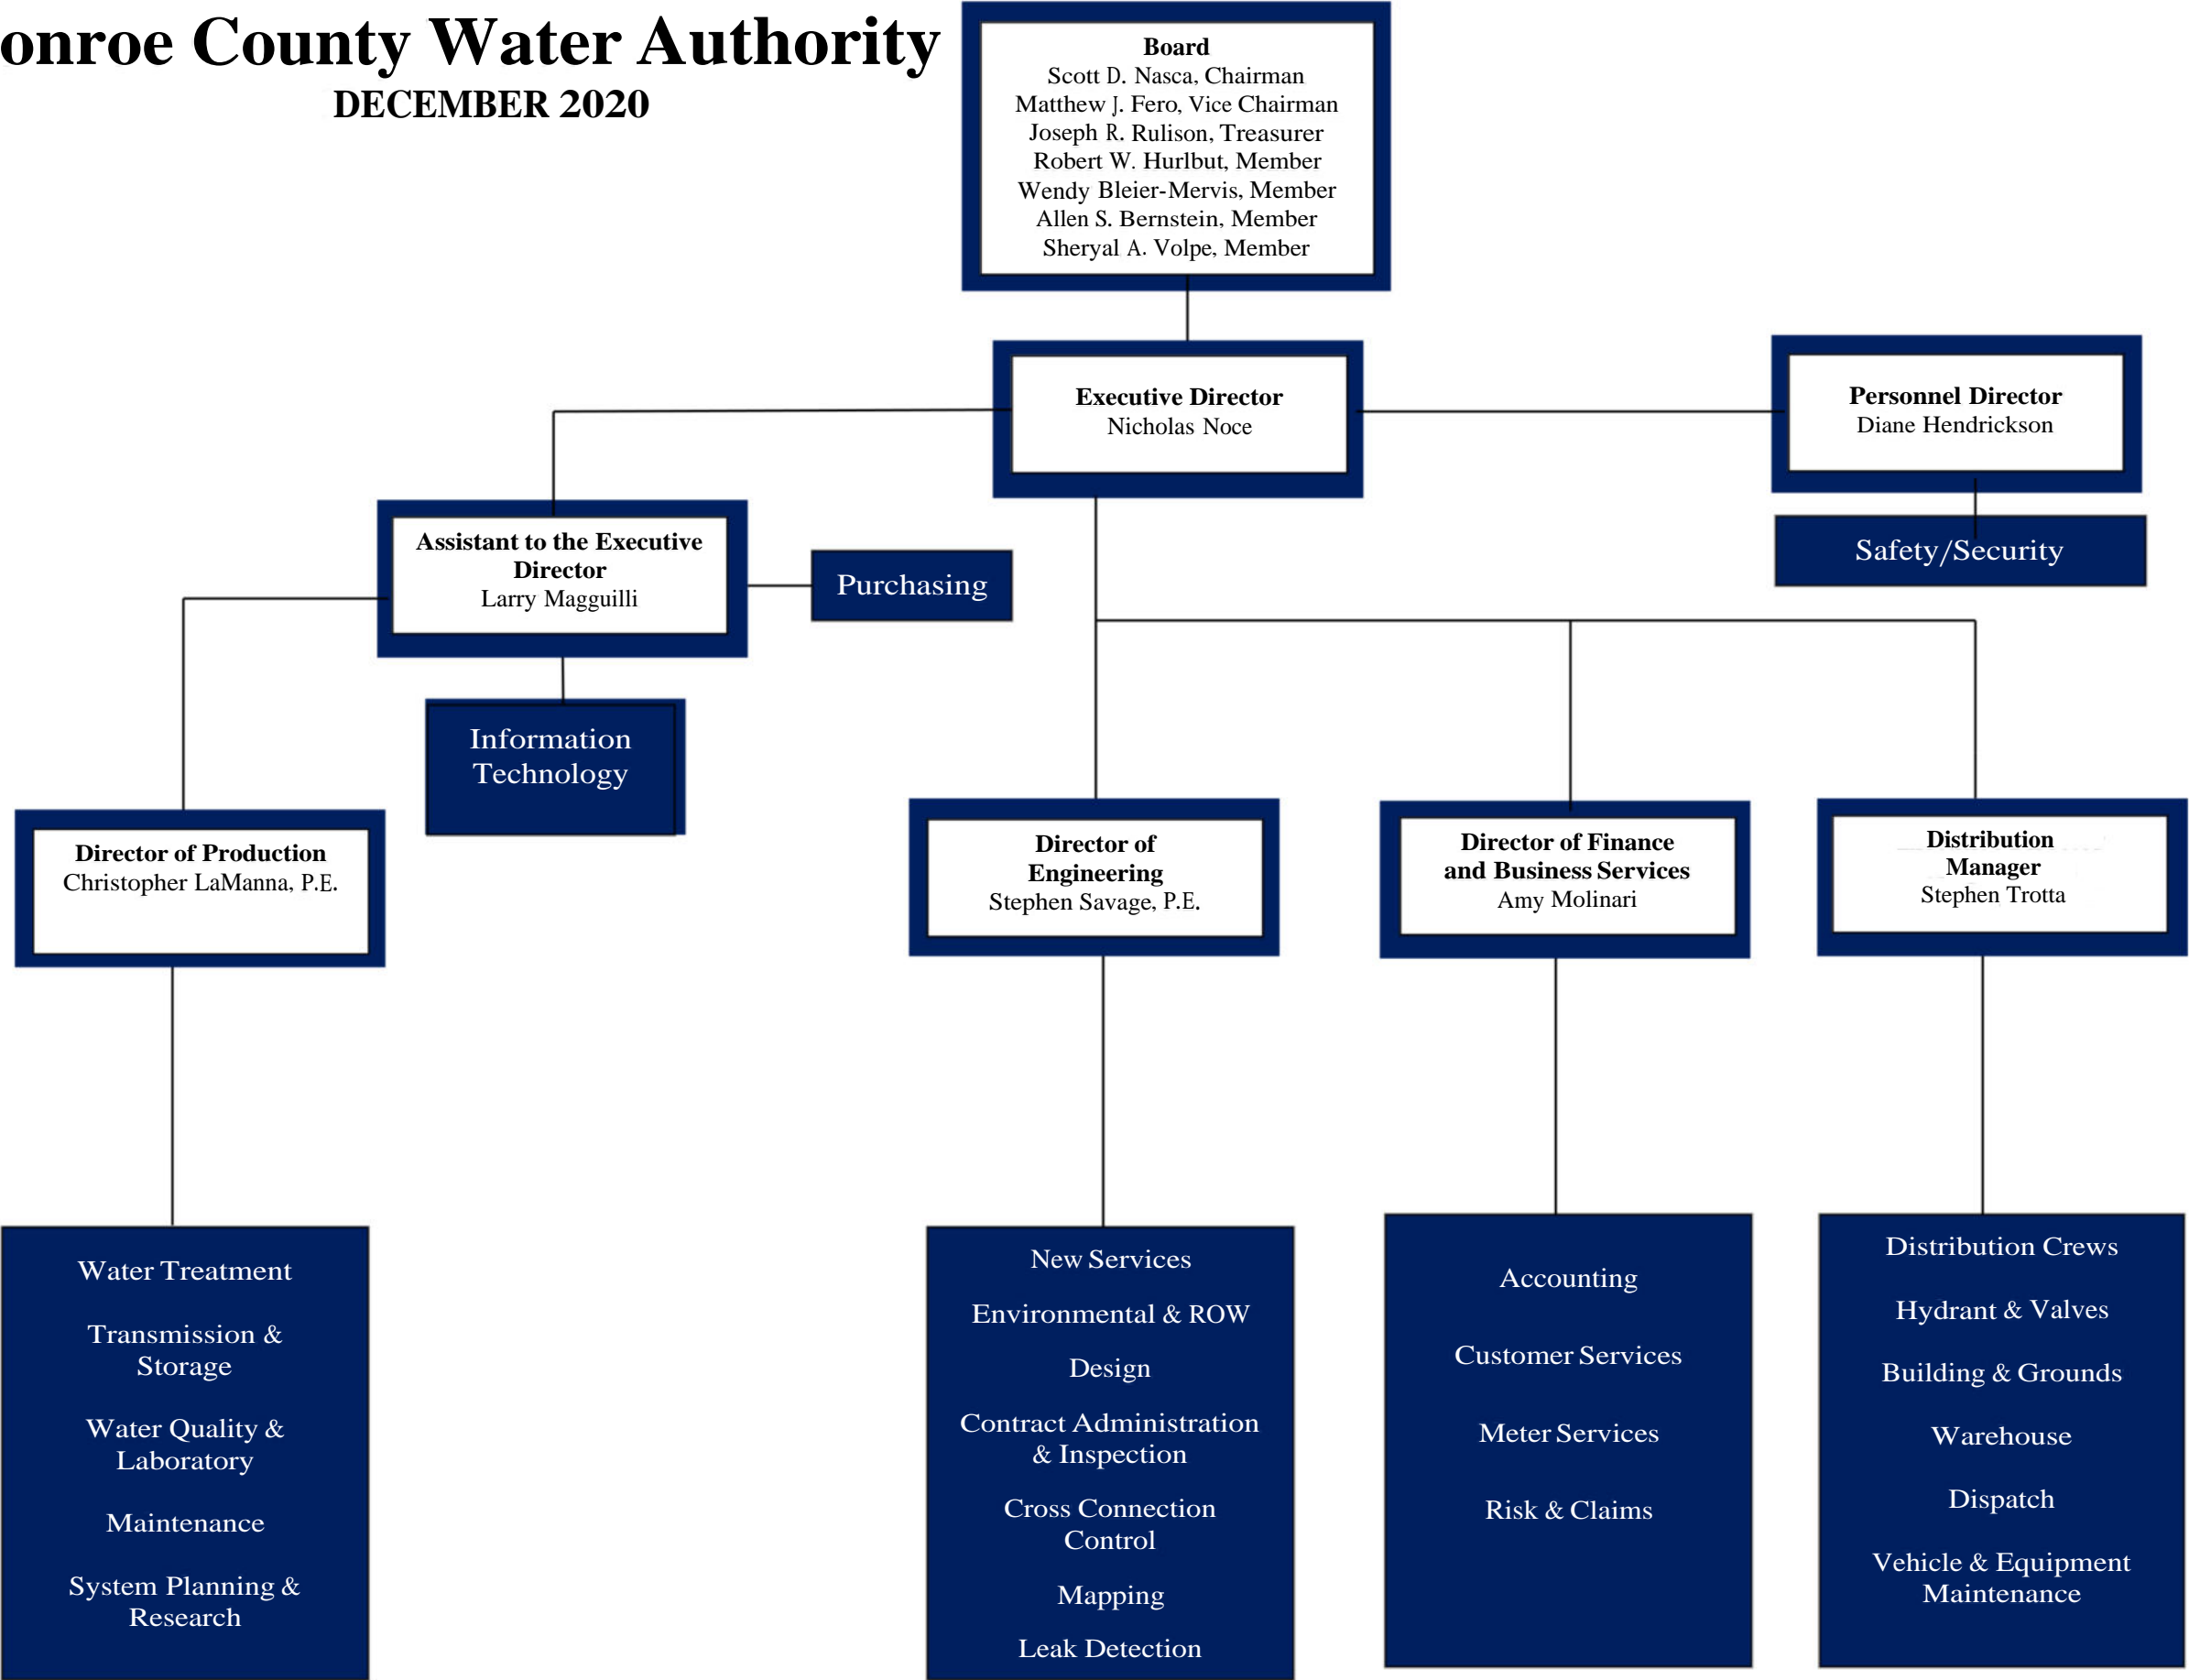 onroe County Water Authority
DECEMBER 2020
Board
Scott D. Nasca, Chairman
Matthew J. Fero, Vice Chairman
Joseph R. Rulison, Treasurer
Robert W. Hurlbut, Member
Wendy Bleier-Mervis, Member
Allen S. Bernstein, Member
Sheryal A. Volpe, Member
Executive Director
Nicholas Noce
Personnel Director
Diane Hendrickson
Safety/Security
Assistant to the Executive
Director
Larry Magguilli
Purchasing
Information
Technology
Director of Production
Christopher LaManna, P.E.
Director of
Engineering
Stephen Savage, P.E.
Director of Finance
and Business Services
Amy Molinari
Distribution
Manager
Stephen Trotta
Water Treatment
Transmission &
Storage
Water Quality &
Laboratory
Maintenance
System Planning &
Research
New Services
Environmental & ROW
Design
Contract Administration
& Inspection
Cross Connection
Control
Mapping
Leak Detection
Accounting
Customer Services
Meter Services
Risk & Claims
Distribution Crews
Hydrant & Valves
Building & Grounds
Warehouse
Dispatch
Vehicle & Equipment
Maintenance